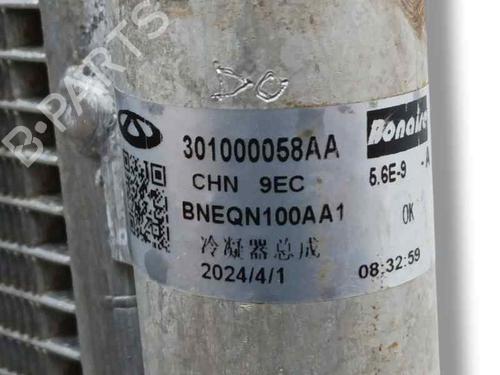 B-PARTS
DC
301000058AA
CHN 9EC
BNEQN100AA1
冷凝器总成
2024/4/1
5.6E-9 -A
OK
08:32:59